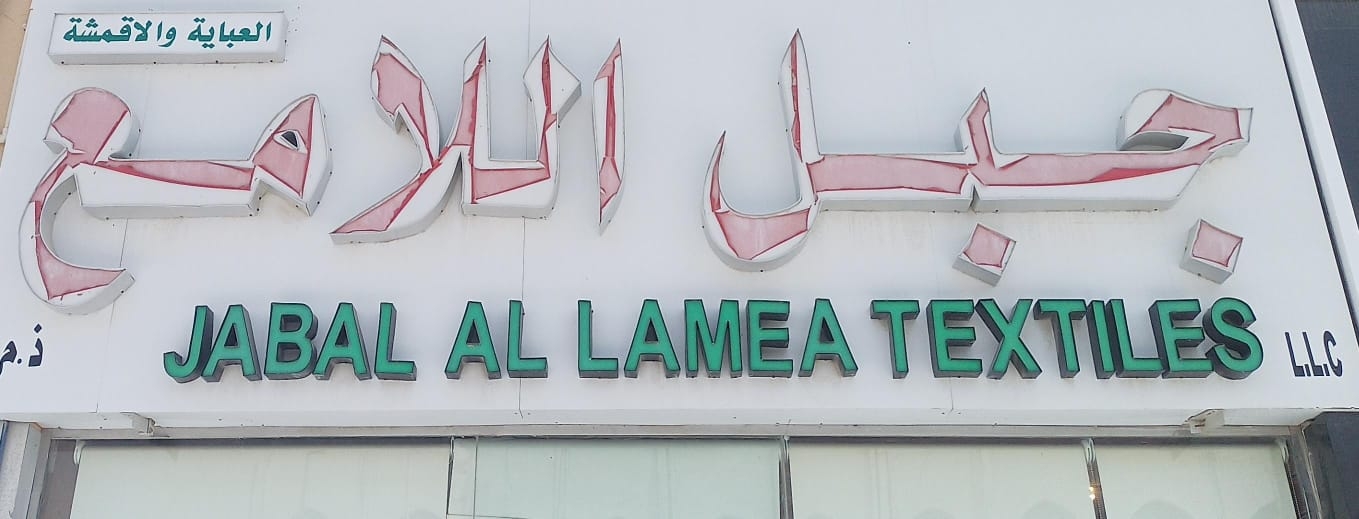 العباية والاقمشة
جبل اللامع
JABAL AL LAMEA TEXTILES L.L.C
ذ.م